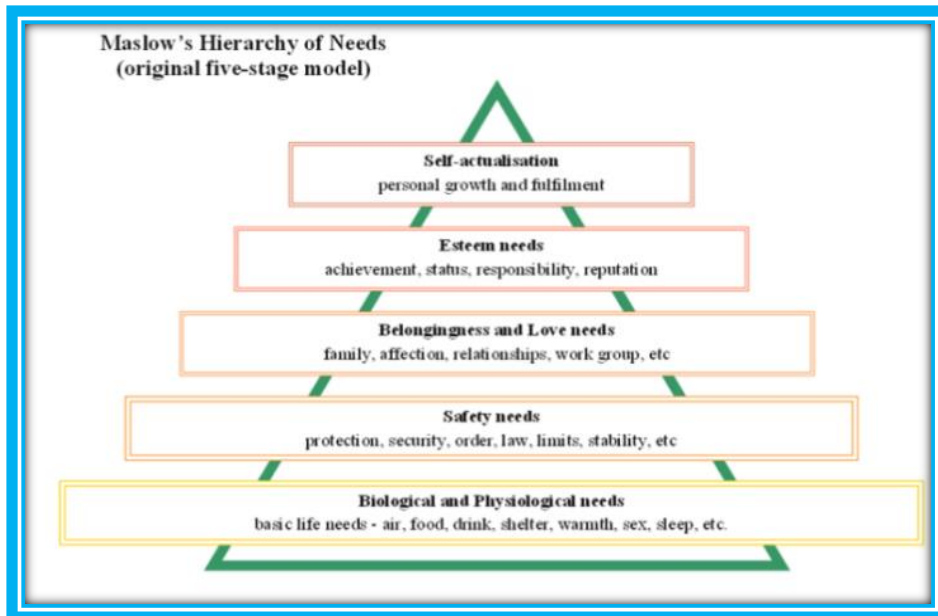 Maslow's Hierarchy of Needs
(original five-stage model)
Self-actualisation
personal growth and fulfilment
Esteem needs
achievement, status, responsibility, reputation
Belongingness and Love needs
family, affection, relationships, work group, etc
Safety needs
protection, security, order, law, limits, stability, etc
Biological and Physiological needs
basic life needs - air, food, drink, shelter, warmth, sex, sleep, etc.